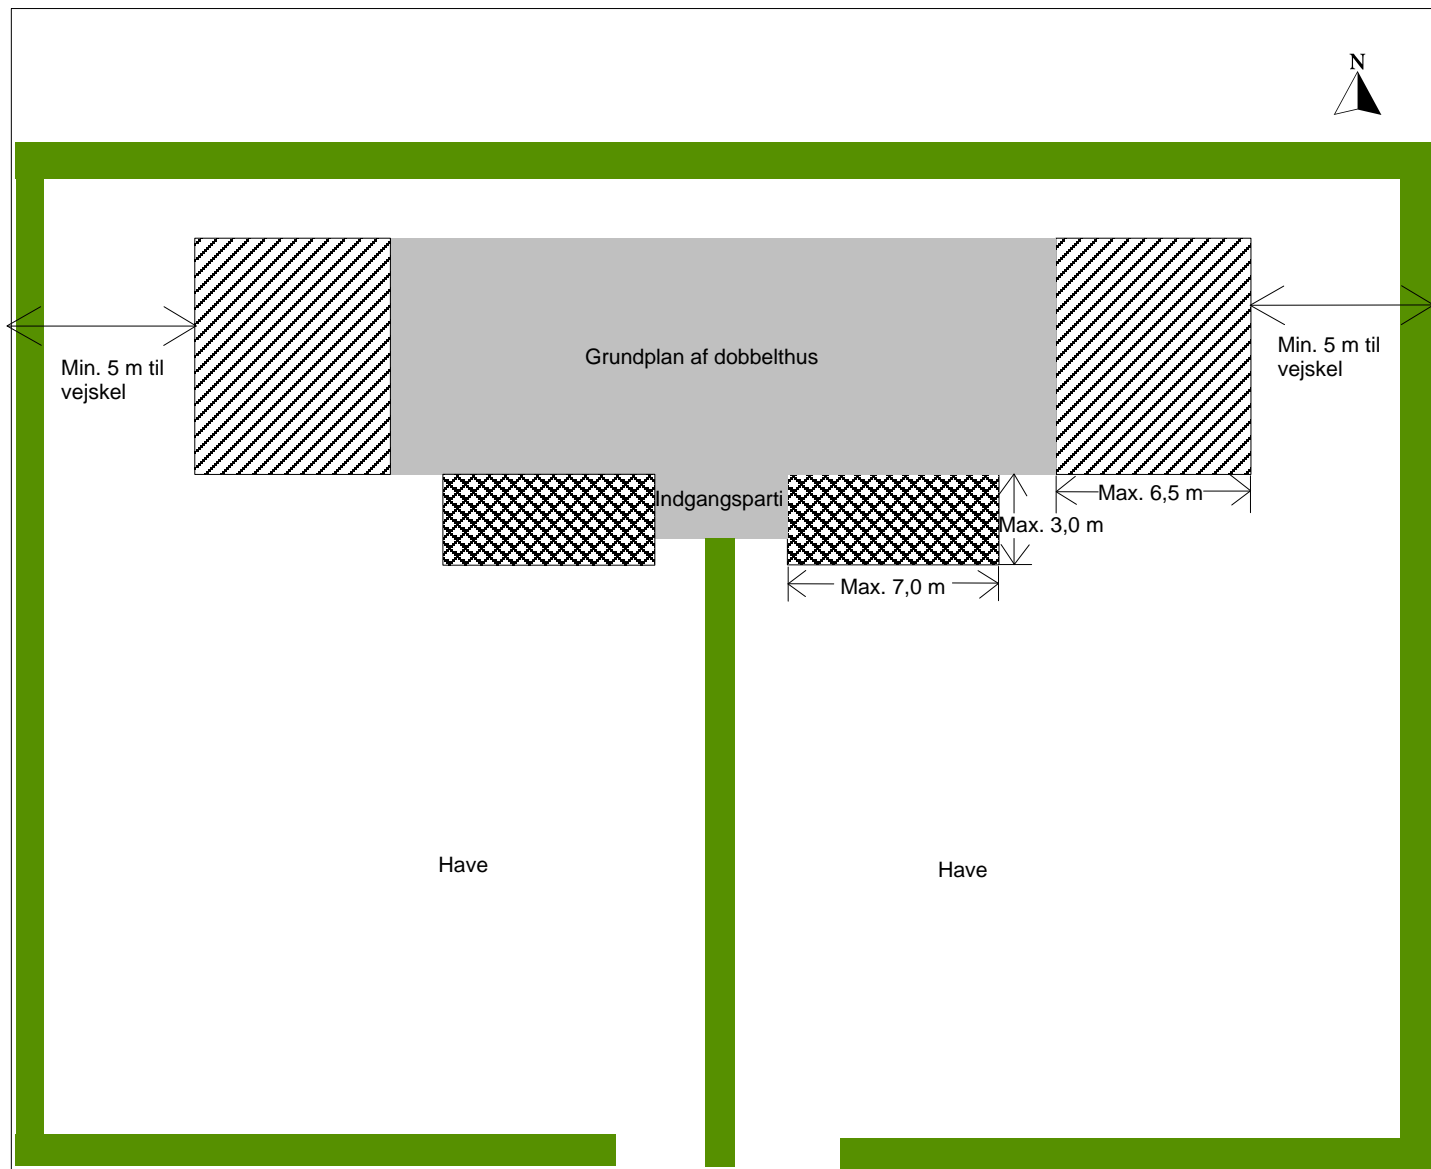 N
Grundplan af dobbelthus
Min. 5 m til
vejskel
Min. 5 m til
vejskel
Indgangsparti
Max. 6,5 m
Max. 3,0 m
Max. 7,0 m
Have
Have